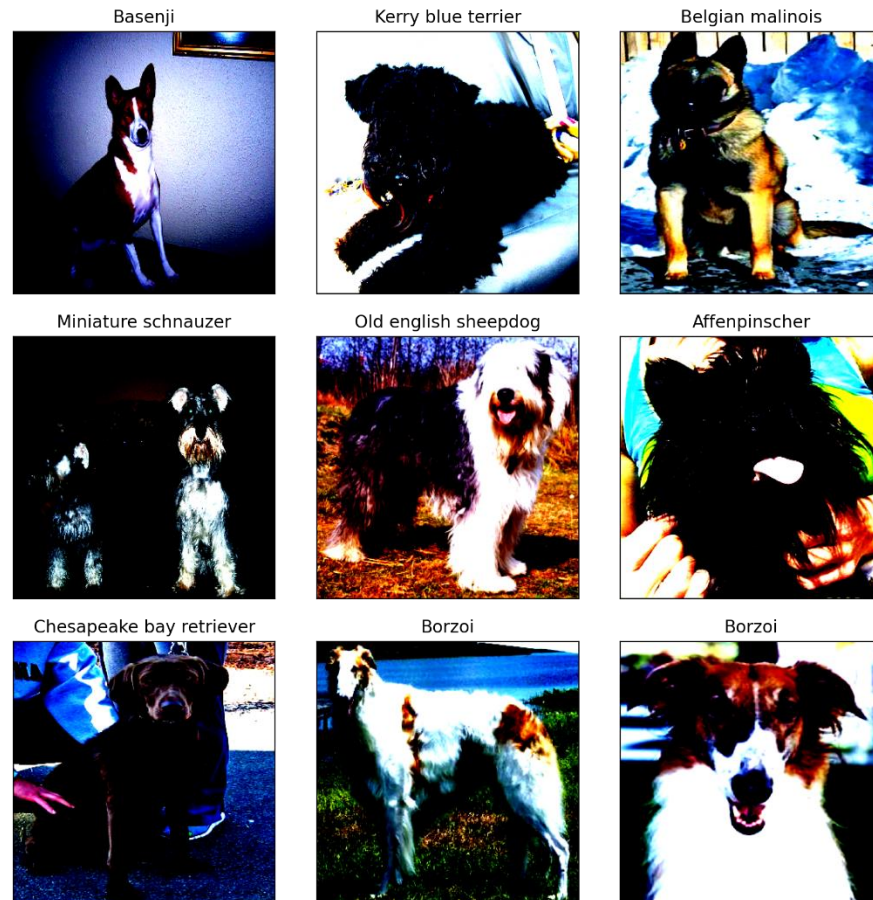 Basenji
Kerry blue terrier
Belgian malinois
Miniature schnauzer
Old english sheepdog
Affenpinscher
Chesapeake bay retriever
Borzoi
Borzoi